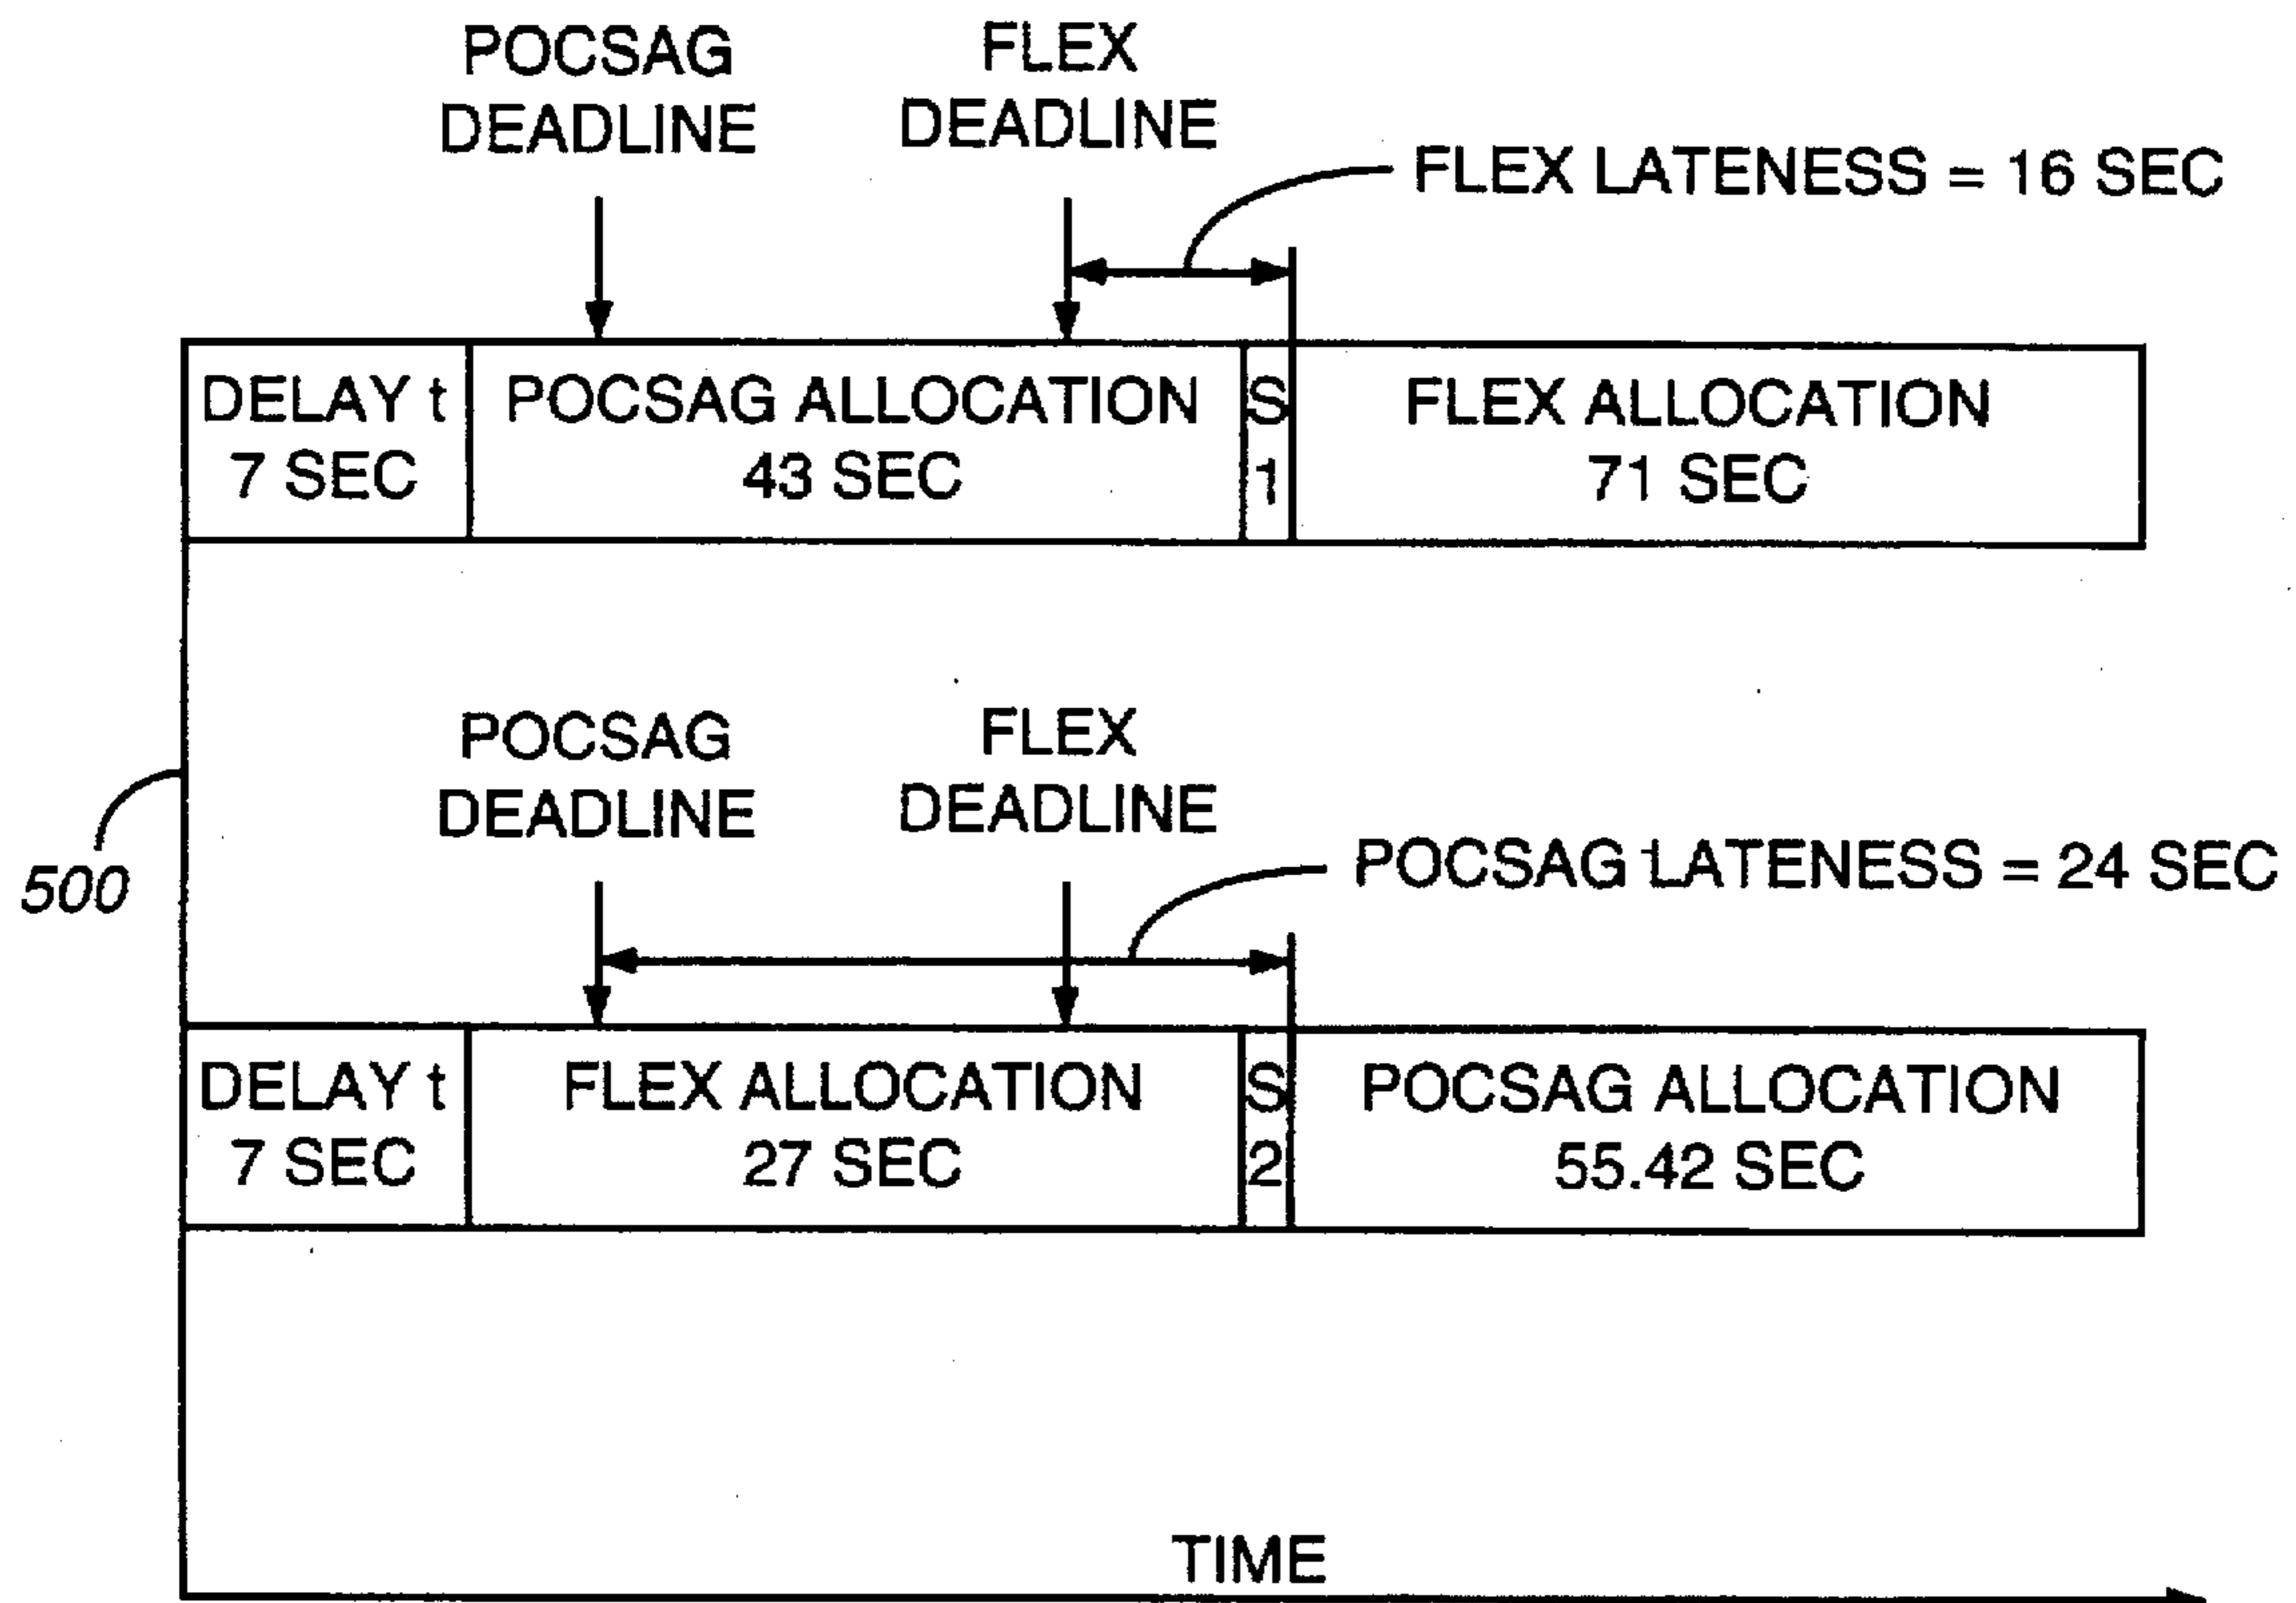 POCSAG
DEADLINE
FLEX
DEADLINE
FLEX LATENESS = 16 SEC
DELAY t
7 SEC
POCSAG ALLOCATION
43 SEC
S
1
FLEX ALLOCATION
71 SEC
500
POCSAG
DEADLINE
FLEX
DEADLINE
POCSAG LATENESS = 24 SEC
DELAY t
7 SEC
FLEX ALLOCATION
27 SEC
S
2
POCSAG ALLOCATION
55.42 SEC
TIME